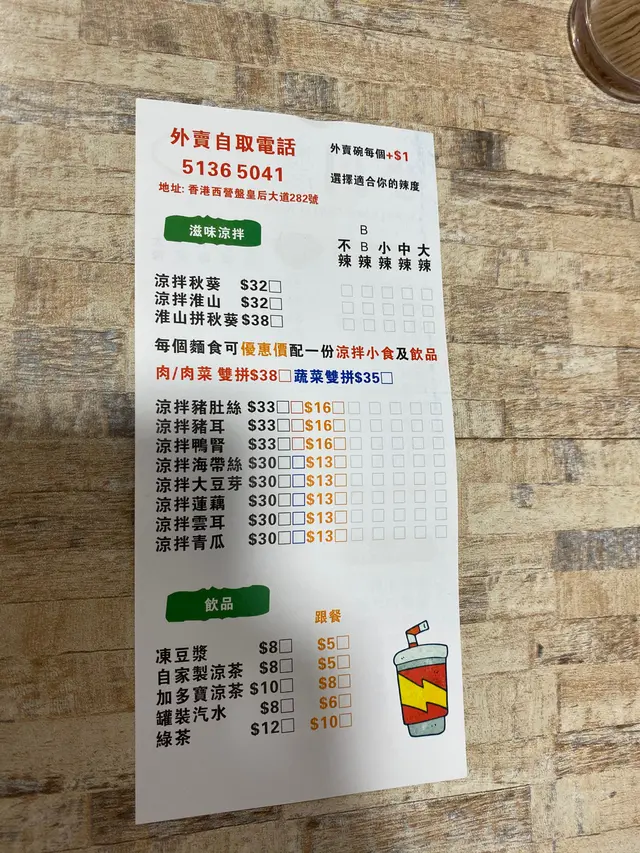 外賣自取電話
5136 5041
地址: 香港西營盤皇后大道282號
外賣碗每個+$1
選擇適合你的辣度
滋味涼拌
不辣 BB辣 小辣 中辣 大辣
涼拌秋葵 $32□
涼拌淮山 $32□
淮山拼秋葵$38□
每個麵食可優惠價配一份涼拌小食及飲品
肉/肉菜 雙拼$38□蔬菜雙拼$35□
涼拌豬肚絲 $33□□$16□
涼拌豬耳 $33□□$16□
涼拌鴨腎 $33□□$16□
涼拌海帶絲 $30□□$13□
涼拌大豆芽 $30□□$13□
涼拌蓮藕 $30□□$13□
涼拌雲耳 $30□□$13□
涼拌青瓜 $30□□$13□
飲品
跟餐
凍豆漿 $8□ $5□
自家製涼茶 $8□ $5□
加多寶涼茶 $10□ $8□
罐裝汽水 $8□ $6□
綠茶 $12□ $10□